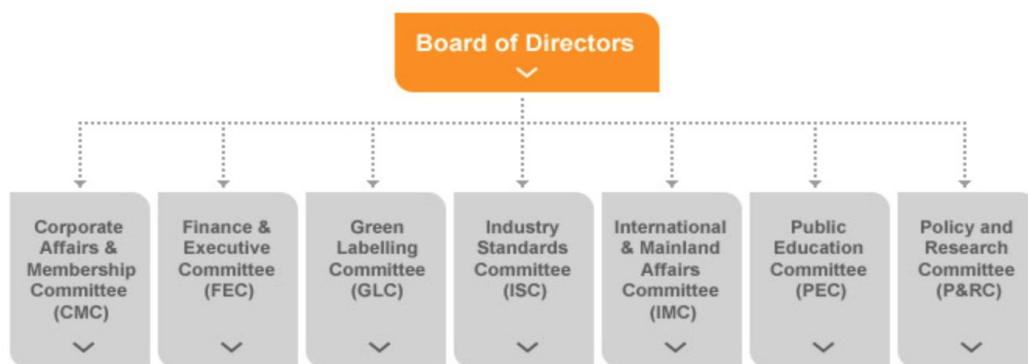 Board of Directors
Corporate
Affairs &
Membership
Committee
(CMC)
Finance &
Executive
Committee
(FEC)
Green
Labelling
Committee
(GLC)
Industry
Standards
Committee
(ISC)
International
& Mainland
Affairs
Committee
(IMC)
Public
Education
Committee
(PEC)
Policy and
Research
Committee
(P&RC)